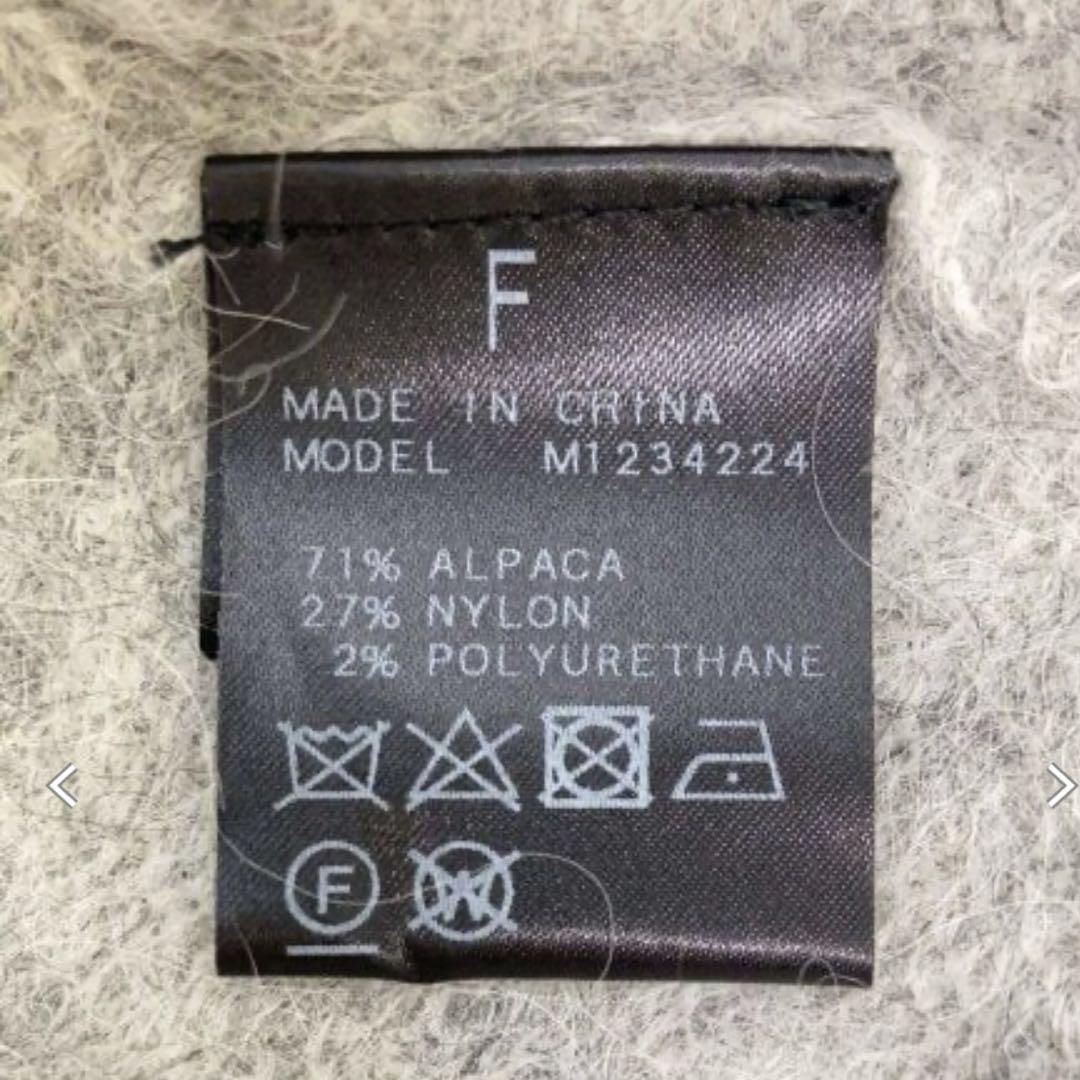 F
MADE IN CHINA
MODEL M1234224
71% ALPACA
27% NYLON
2% POLYURETHANE
F W